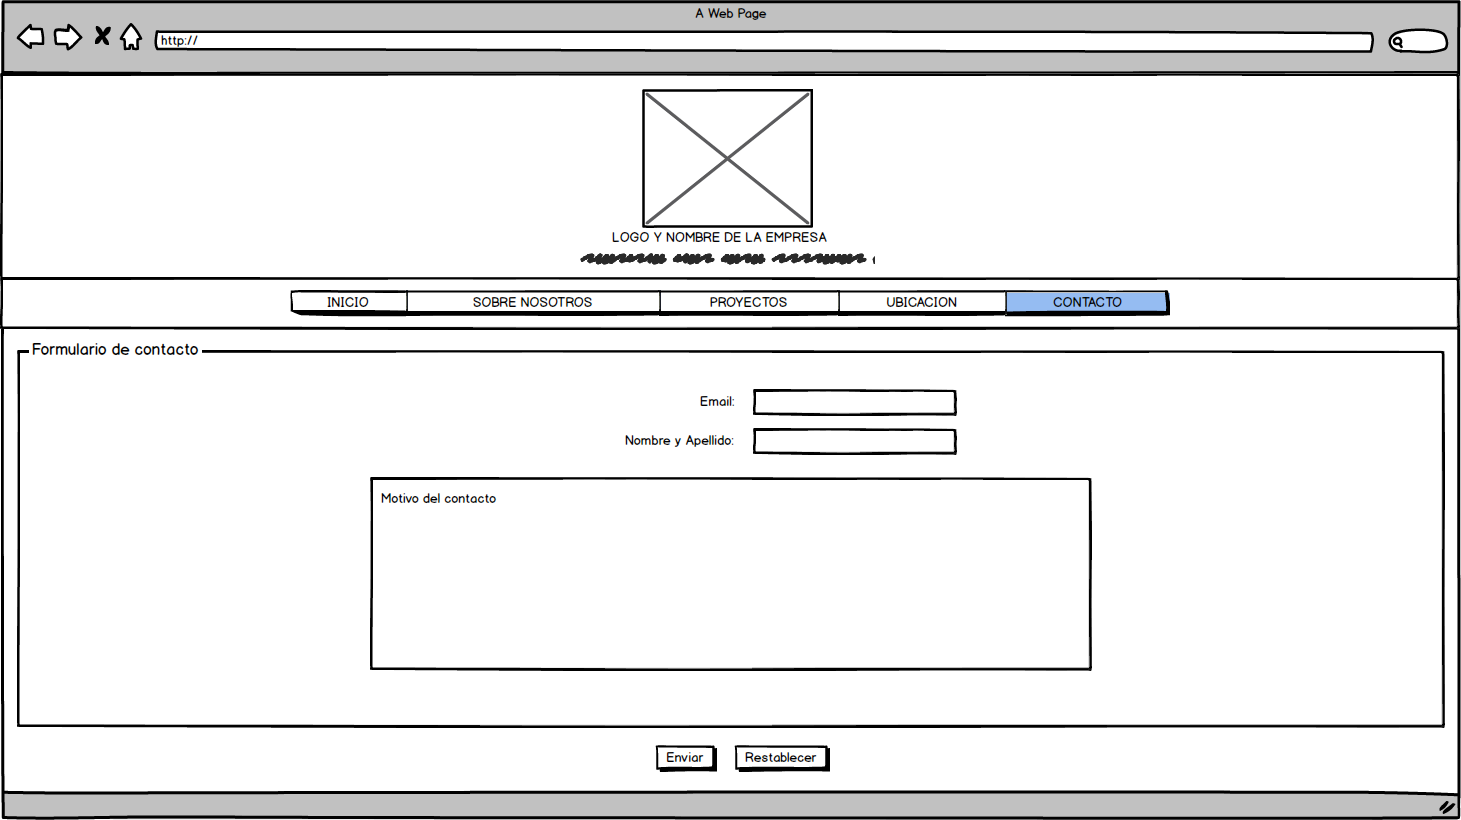 A Web Page
http://
LOGO Y NOMBRE DE LA EMPRESA
INICIO SOBRE NOSOTROS PROYECTOS UBICACION CONTACTO
Formulario de contacto
Email:
Nombre y Apellido:
Motivo del contacto
Enviar Restablecer